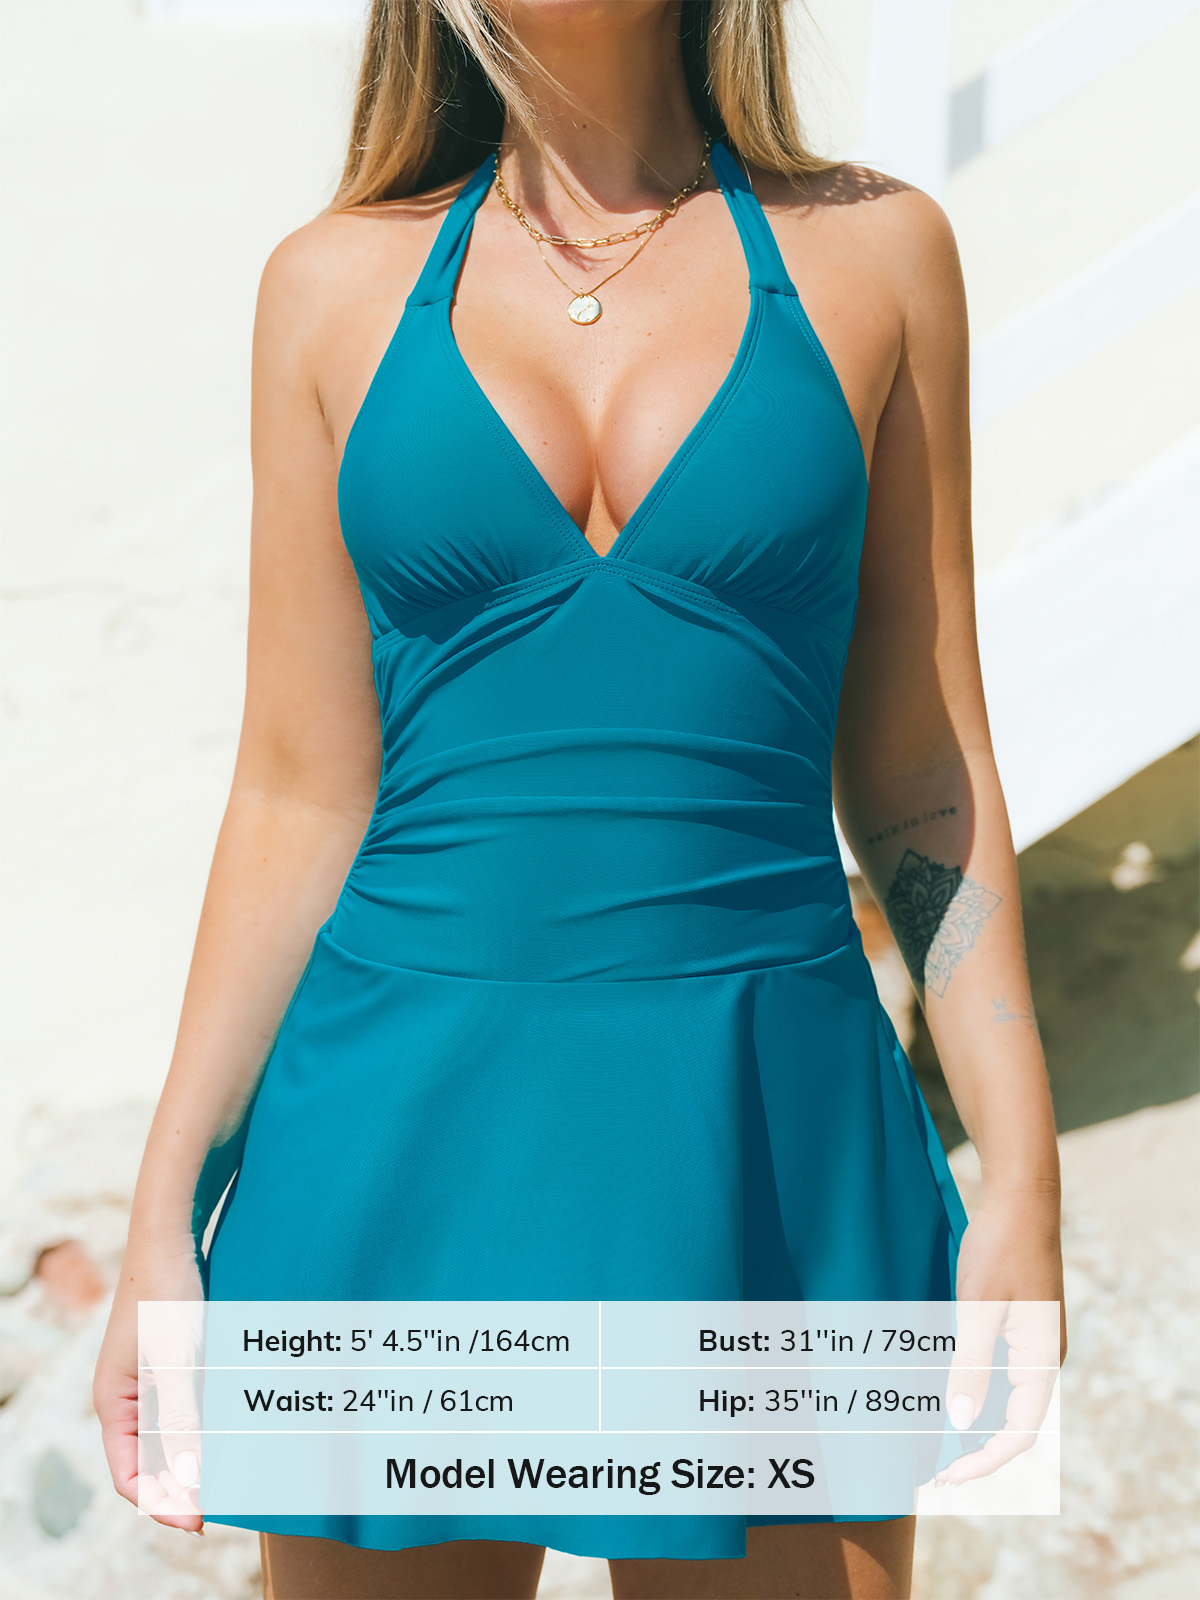 walk in love
Height: 5' 4.5''in /164cm
Bust: 31''in / 79cm
Waist: 24''in / 61cm
Hip: 35''in / 89cm
Model Wearing Size: XS